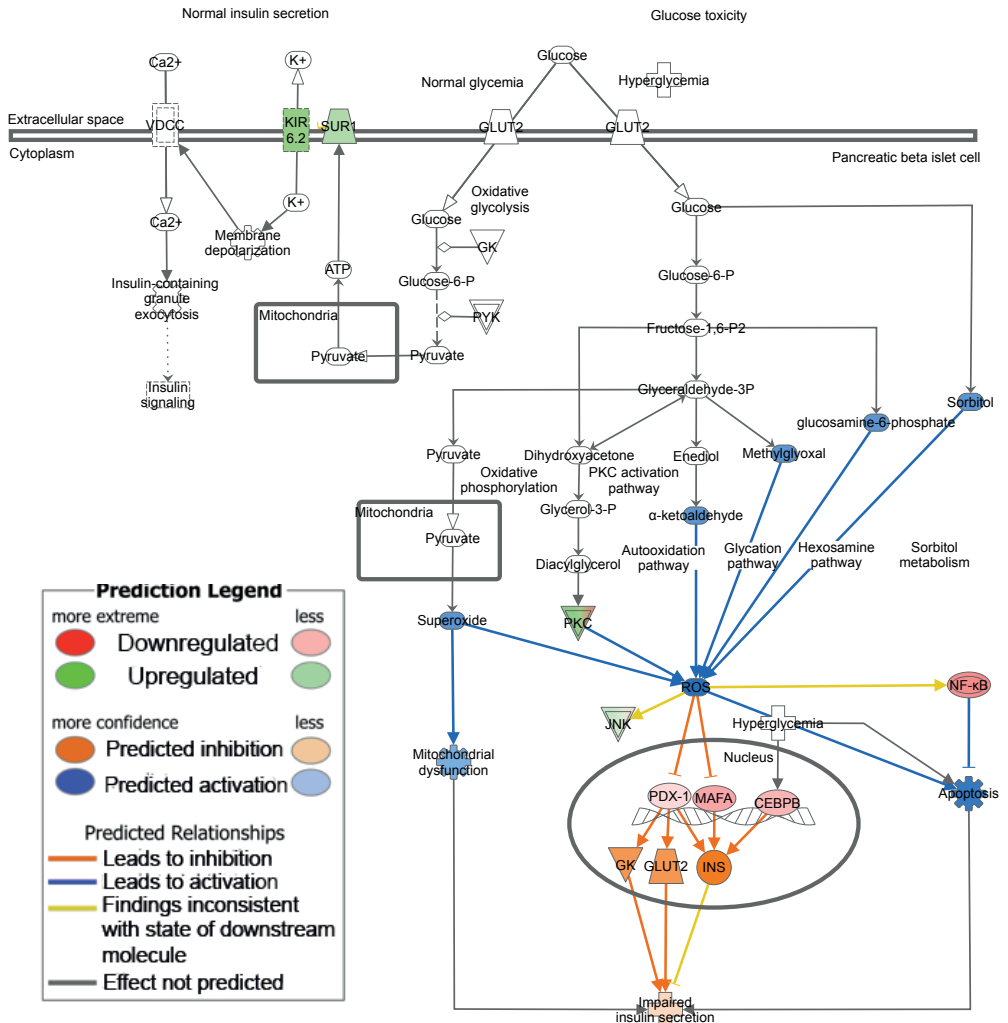 Normal insulin secretion
Glucose toxicity
Ca2+
K+
Glucose
Normal glycemia
Hyperglycemia
Extracellular space
VDCC
KIR
6.2
SUR1
GLUT2
GLUT2
Cytoplasm
Pancreatic beta islet cell
Ca2+
K+
Membrane
depolarization
Glucose
Oxidative
glycolysis
Glucose
GK
ATP
Glucose-6-P
Glucose-6-P
Insulin-containing
granule
exocytosis
Mitochondria
PYK
Fructose-1,6-P2
Pyruvate
Pyruvate
Insulin
signaling
Glyceraldehyde-3P
Sorbitol
glucosamine-6-phosphate
Pyruvate
Dihydroxyacetone
Enediol
Methylglyoxal
Oxidative
phosphorylation
PKC activation
pathway
Mitochondria
Glycerol-3-P
α-ketoaldehyde
Pyruvate
Autooxidation
pathway
Glycation
pathway
Hexosamine
pathway
Sorbitol
metabolism
Diacylglycerol
Superoxide
PKC
ROS
NF-κB
JNK
Hyperglycemia
Mitochondrial
dysfunction
Nucleus
Apoptosis
PDX-1
MAFA
CEBPB
GK
GLUT2
INS
Impaired
insulin secretion
Prediction Legend
more extreme
less
Downregulated
Upregulated
more confidence
less
Predicted inhibition
Predicted activation
Predicted Relationships
Leads to inhibition
Leads to activation
Findings inconsistent
with state of downstream
molecule
Effect not predicted